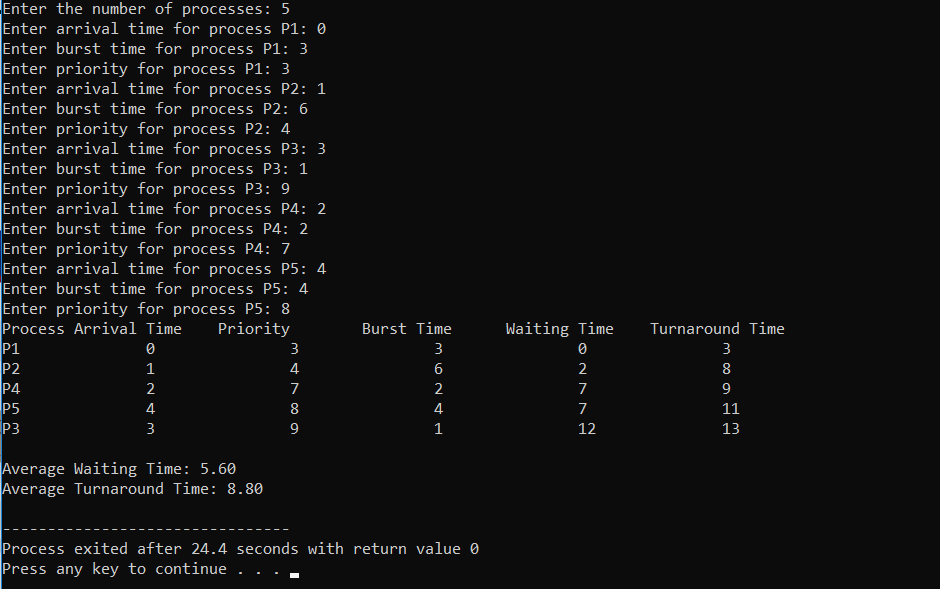 Enter the number of processes: 5
Enter arrival time for process P1: 0
Enter burst time for process P1: 3
Enter priority for process P1: 3
Enter arrival time for process P2: 1
Enter burst time for process P2: 6
Enter priority for process P2: 4
Enter arrival time for process P3: 3
Enter burst time for process P3: 1
Enter priority for process P3: 9
Enter arrival time for process P4: 2
Enter burst time for process P4: 2
Enter priority for process P4: 7
Enter arrival time for process P5: 4
Enter burst time for process P5: 4
Enter priority for process P5: 8
Process Arrival Time    Priority        Burst Time      Waiting Time    Turnaround Time
P1              0               3               3               0               3
P2              1               4               6               2               8
P4              2               7               2               7               9
P5              4               8               4               7               11
P3              3               9               1               12              13
Average Waiting Time: 5.60
Average Turnaround Time: 8.80
--------------------------------
Process exited after 24.4 seconds with return value 0
Press any key to continue . . .